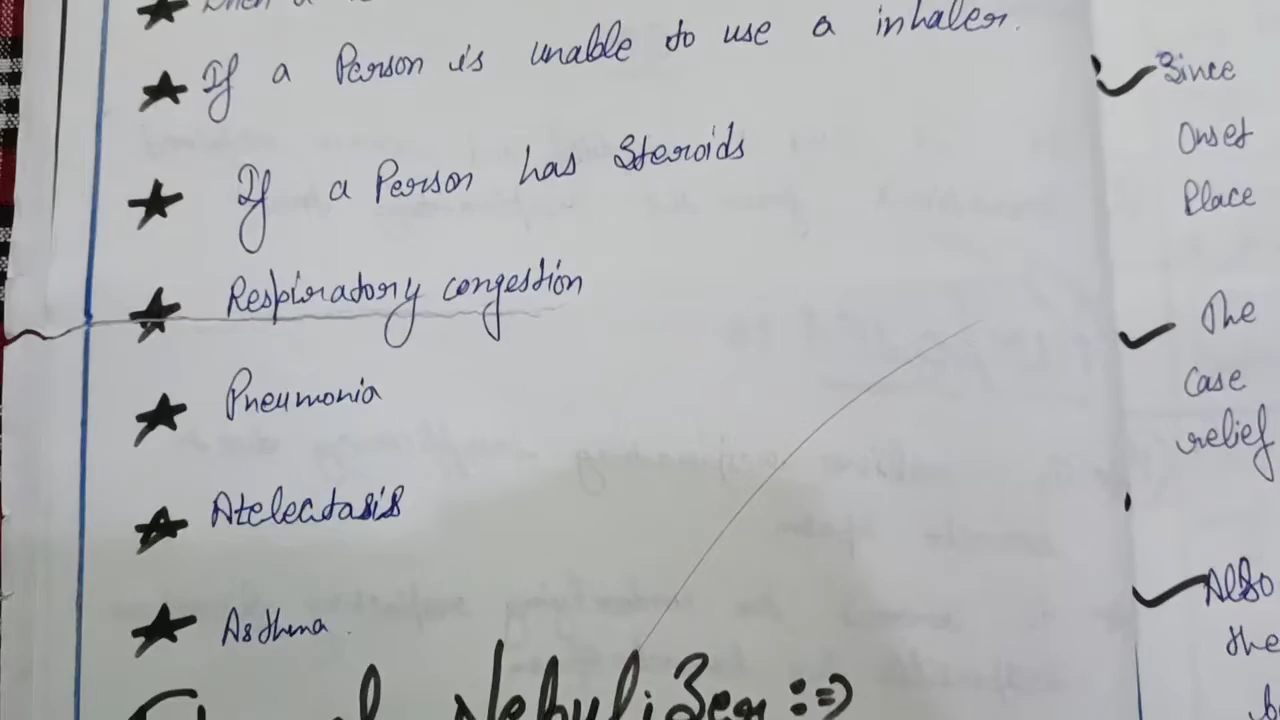 If a Person is unable to use a inhaler.
If a Person has Steroids
Respiratory congestion
Pneumonia
Atelectasis
Asthma.
Nebulizer :=>
Since
Onset
Place
The
case
relief
Also
the